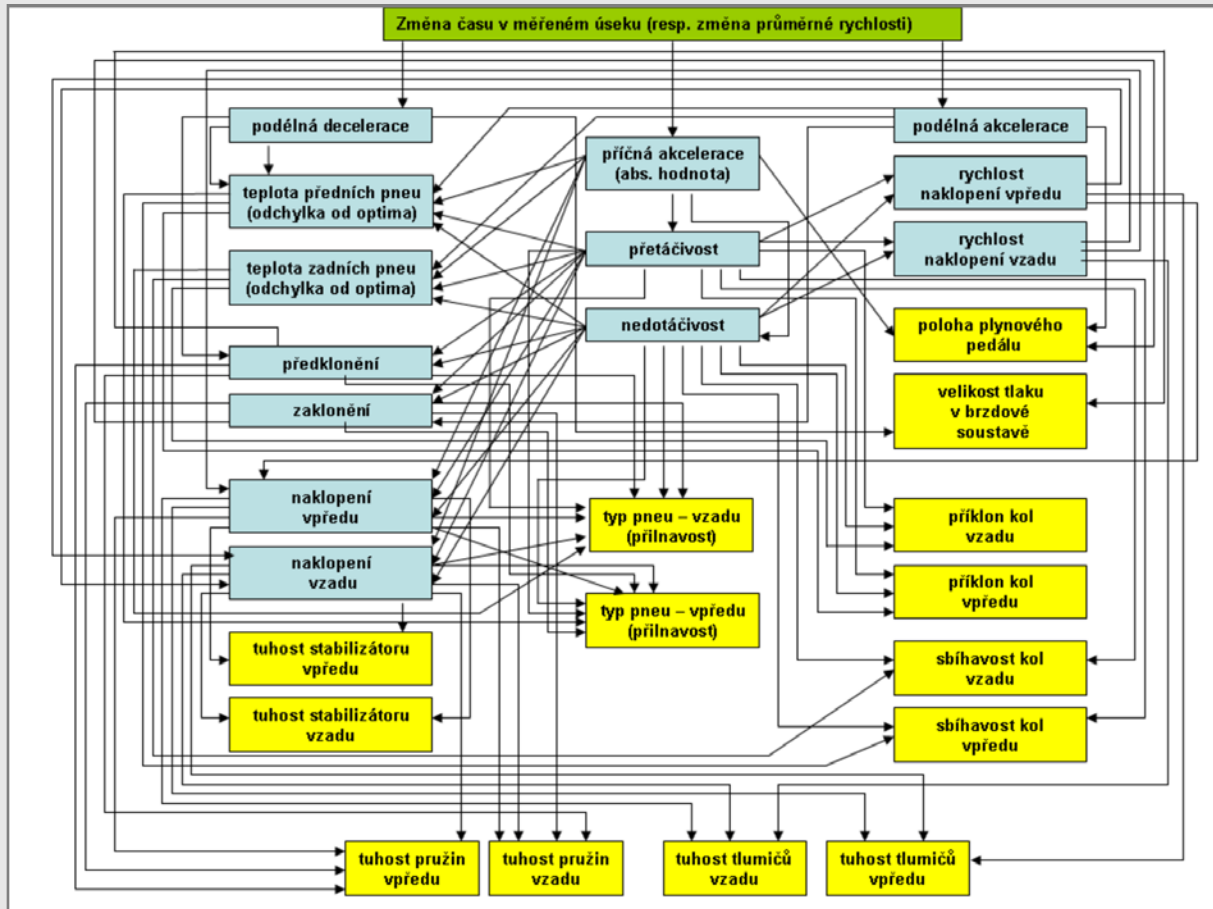 Změna času v měřeném úseku (resp. změna průměrné rychlosti)
podélná decelerace
podélná akcelerace
příčná akcelerace
(abs. hodnota)
teplota předních pneu
(odchylka od optima)
rychlost
naklopení vpředu
přetáčivost
rychlost
naklopení vzadu
teplota zadních pneu
(odchylka od optima)
nedotáčivost
poloha plynového
pedálu
předklonění
zaklonění
velikost tlaku
v brzdové
soustavě
naklopení
vpředu
typ pneu – vzadu
(přilnavost)
příklon kol
vzadu
naklopení
vzadu
příklon kol
vpředu
typ pneu – vpředu
(přilnavost)
tuhost stabilizátoru
vpředu
sbíhavost kol
vzadu
tuhost stabilizátoru
vzadu
sbíhavost kol
vpředu
tuhost pružin
vpředu
tuhost pružin
vzadu
tuhost tlumičů
vzadu
tuhost tlumičů
vpředu